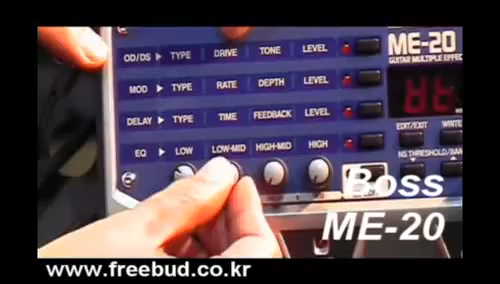 OD/DS ▶ TYPE DRIVE TONE LEVEL
ME-20
GUITAR MULTIPLE EFFEC
MOD ▶ TYPE RATE DEPTH LEVEL
DELAY ▶ TYPE TIME FEEDBACK LEVEL
EDIT/EXIT WRITE
EQ ▶ LOW LOW-MID HIGH-MID HIGH
NS THRESHOLD/BAN
Boss
ME-20
www.freebud.co.kr